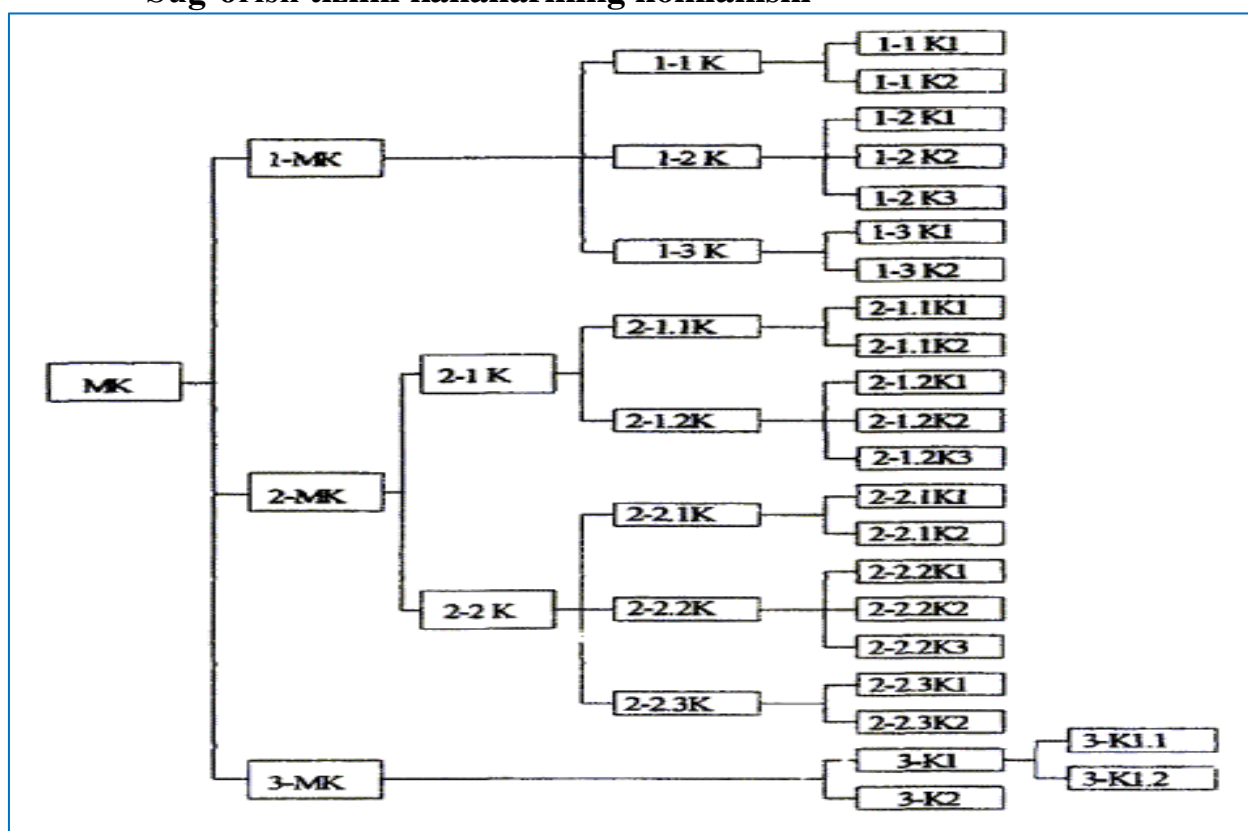 Sug'orish tizimi kanallarining nomlanishi
1-1 K1
1-1 K
1-1 K2
1-2 K1
1-MK
1-2 K
1-2 K2
1-2 K3
1-3 K1
1-3 K
1-3 K2
2-1.1K1
2-1.1K
2-1.1K2
MK
2-1 K
2-1.2K1
2-1.2K
2-1.2K2
2-1.2K3
2-MK
2-2.1K1
2-2.1K
2-2.1K2
2-2.2K1
2-2 K
2-2.2K
2-2.2K2
2-2.2K3
2-2.3K1
2-2.3K
2-2.3K2
3-MK
3-K1
3-K1.1
3-K1.2
3-K2